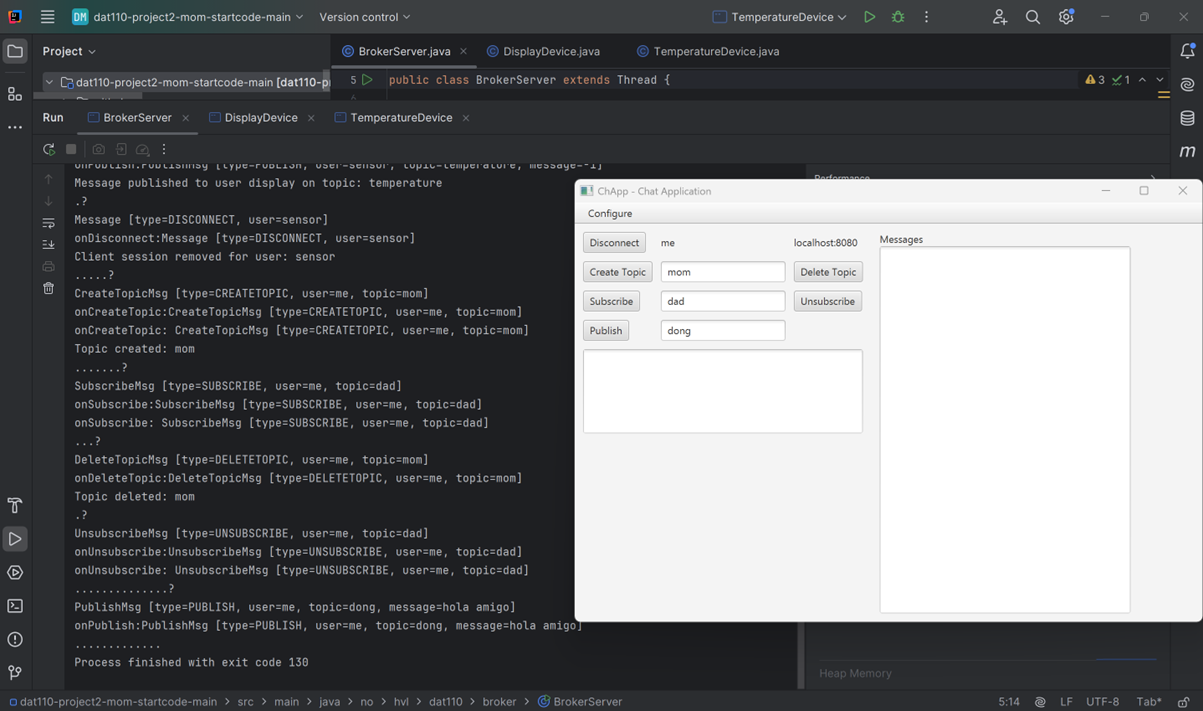 DM dat110-project2-mom-startcode-main Version control TemperatureDevice
Project BrokerServer.java DisplayDevice.java TemperatureDevice.java
dat110-project2-mom-startcode-main [dat110-p
5 public class BrokerServer extends Thread { 3 1
Run BrokerServer DisplayDevice TemperatureDevice
onPublish:PublishMsg [type=PUBLISH, user=sensor, topic=temperature, message=-1]
Message published to user display on topic: temperature
.?
Message [type=DISCONNECT, user=sensor]
onDisconnect:Message [type=DISCONNECT, user=sensor]
Client session removed for user: sensor
.....?
CreateTopicMsg [type=CREATETOPIC, user=me, topic=mom]
onCreateTopic:CreateTopicMsg [type=CREATETOPIC, user=me, topic=mom]
onCreateTopic: CreateTopicMsg [type=CREATETOPIC, user=me, topic=mom]
Topic created: mom
.......?
SubscribeMsg [type=SUBSCRIBE, user=me, topic=dad]
onSubscribe:SubscribeMsg [type=SUBSCRIBE, user=me, topic=dad]
onSubscribe: SubscribeMsg [type=SUBSCRIBE, user=me, topic=dad]
...?
DeleteTopicMsg [type=DELETETOPIC, user=me, topic=mom]
onDeleteTopic:DeleteTopicMsg [type=DELETETOPIC, user=me, topic=mom]
Topic deleted: mom
.?
UnsubscribeMsg [type=UNSUBSCRIBE, user=me, topic=dad]
onUnsubscribe:UnsubscribeMsg [type=UNSUBSCRIBE, user=me, topic=dad]
onUnsubscribe: UnsubscribeMsg [type=UNSUBSCRIBE, user=me, topic=dad]
..............?
PublishMsg [type=PUBLISH, user=me, topic=dong, message=hola amigo]
onPublish:PublishMsg [type=PUBLISH, user=me, topic=dong, message=hola amigo]
.............
Process finished with exit code 130
Performance
ChApp - Chat Application
Configure
Disconnect me localhost:8080 Messages
Create Topic mom Delete Topic
Subscribe dad Unsubscribe
Publish dong
Heap Memory
m
dat110-project2-mom-startcode-main > src > main > java > no > hvl > dat110 > broker > BrokerServer 5:14 LF UTF-8 Tab*